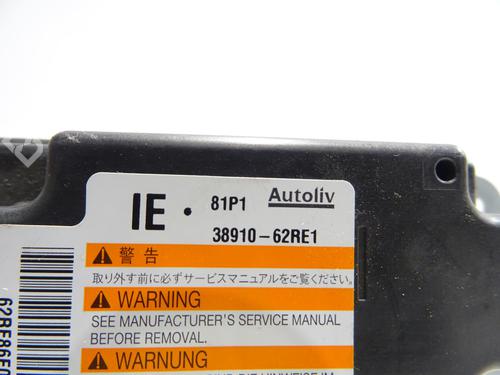 IE • 81P1 Autoliv
38910-62RE1
警告
取り外す前に必ずサービスマニュアルをご覧ください。
WARNING
SEE MANUFACTURER'S SERVICE MANUAL
BEFORE REMOVAL.
WARNUNG